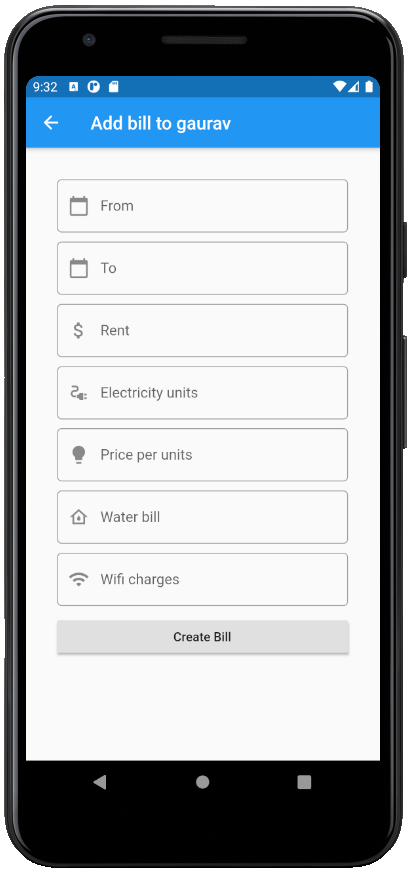 9:32
Add bill to gaurav
From
To
Rent
Electricity units
Price per units
Water bill
Wifi charges
Create Bill